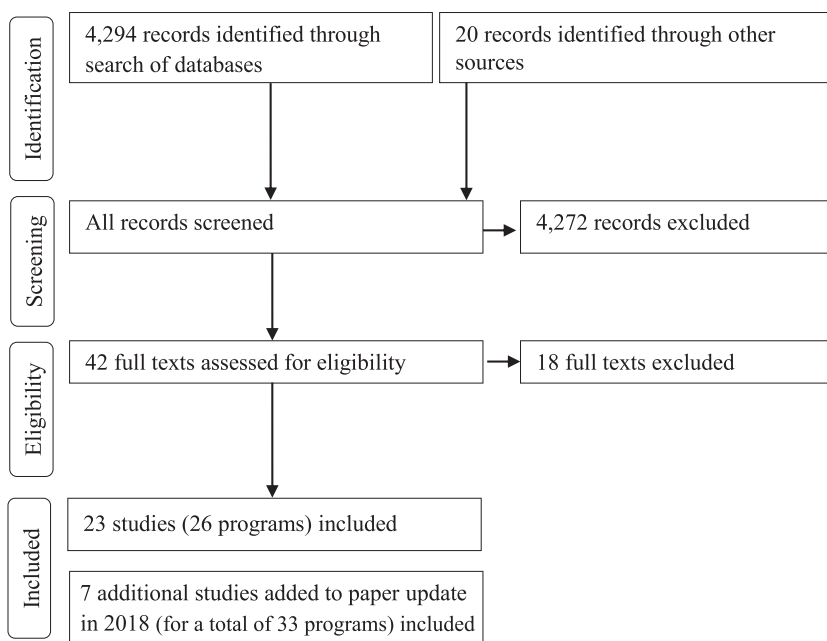 Identification
4,294 records identified through
search of databases
20 records identified through other
sources
Screening
All records screened
4,272 records excluded
Eligibility
42 full texts assessed for eligibility
18 full texts excluded
Included
23 studies (26 programs) included
7 additional studies added to paper update
in 2018 (for a total of 33 programs) included